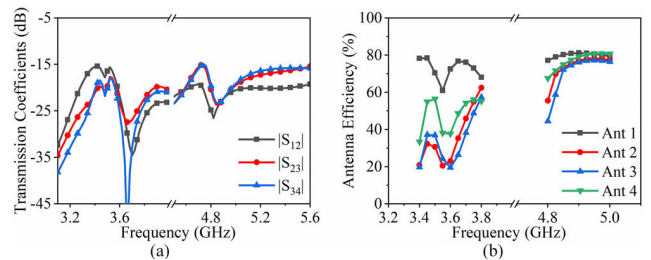 Transmission Coefficients (dB)
-5
-15
-25
-35
-45
3.2
3.6
4.8
5.2
5.6
Frequency (GHz)
|S12|
|S23|
|S34|
(a)
Antenna Efficiency (%)
100
80
60
40
20
0
3.4
3.6
3.8
4.8
5.0
Frequency (GHz)
Ant 1
Ant 2
Ant 3
Ant 4
(b)